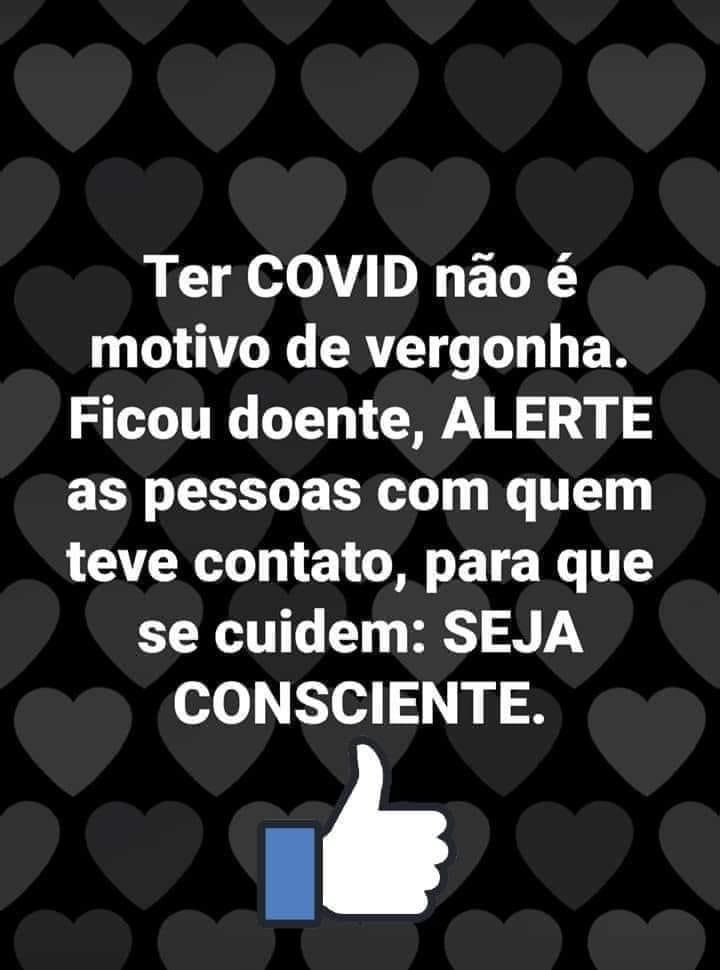 Ter COVID não é
motivo de vergonha.
Ficou doente, ALERTE
as pessoas com quem
teve contato, para que
se cuidem: SEJA
CONSCIENTE.